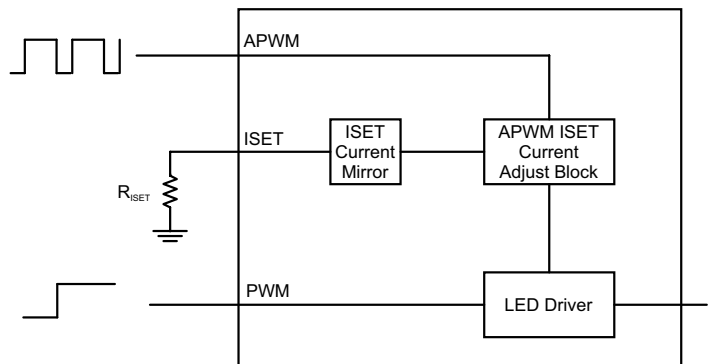 APWM
ISET
ISET
Current
Mirror
APWM ISET
Current
Adjust Block
RISET
PWM
LED Driver